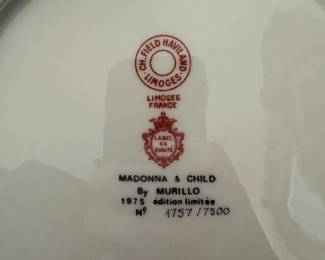 CH. FIELD HAVILAND
LIMOGES
LIMOGES
FRANCE
LABEL
DE
QUALITÉ
MADONNA & CHILD
By MURILLO
1975 édition limitée
Nº 1757/7500